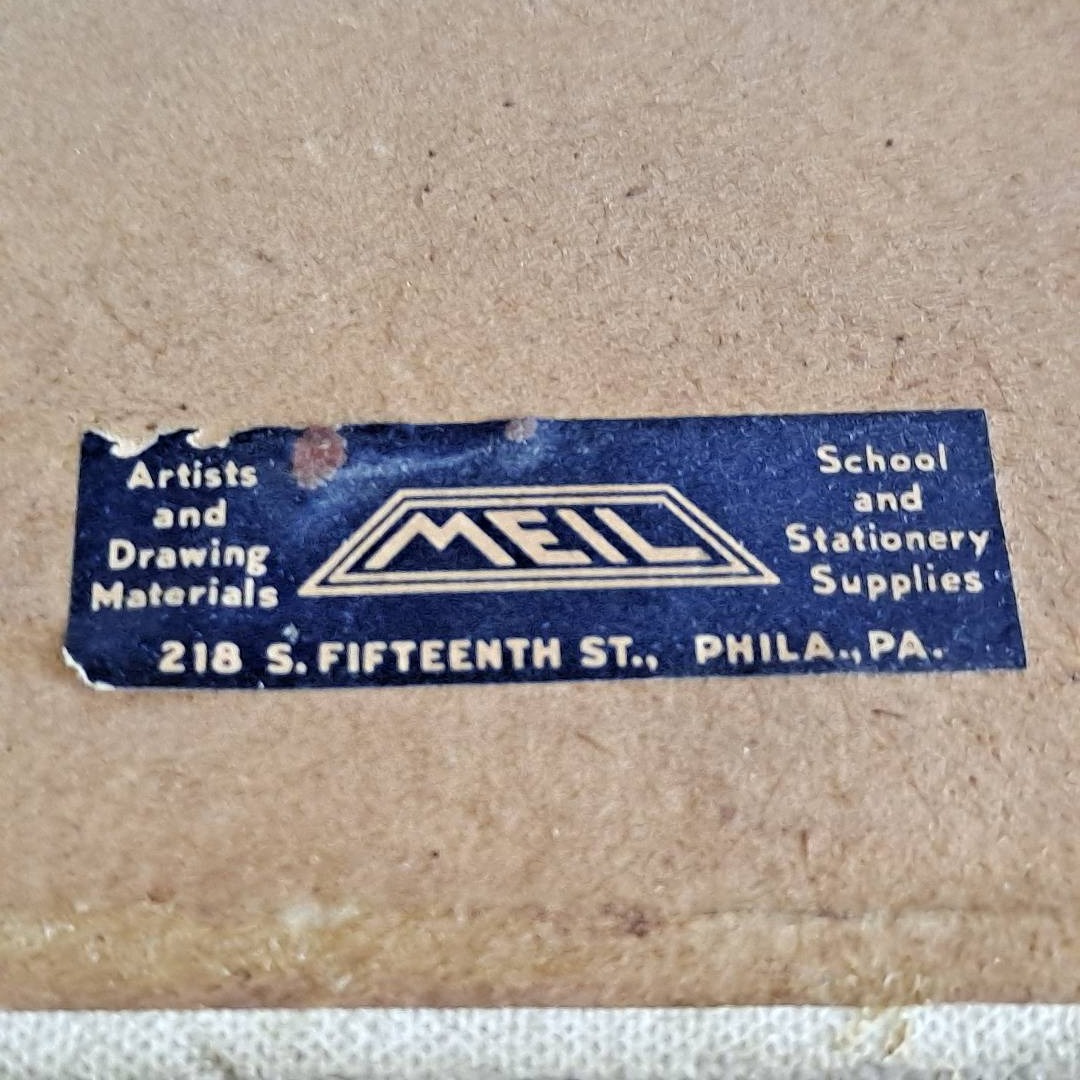 Artists
and
Drawing
Materials
MEIL
School
and
Stationery
Supplies
218 S. FIFTEENTH ST., PHILA., PA.